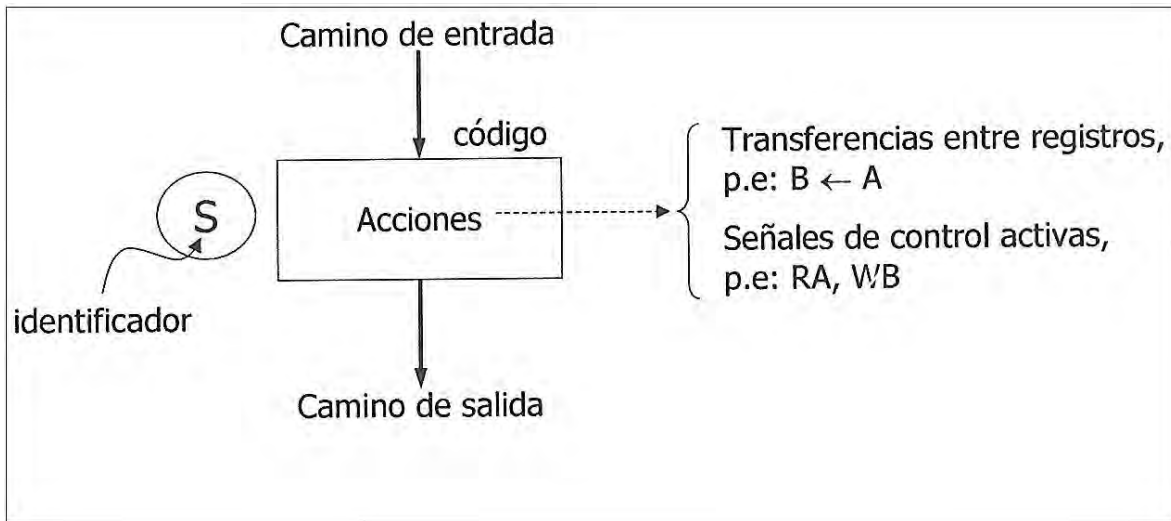 Camino de entrada
código
Transferencias entre registros,
p.e: B ← A
S
Acciones
Señales de control activas,
p.e: RA, WB
identificador
Camino de salida